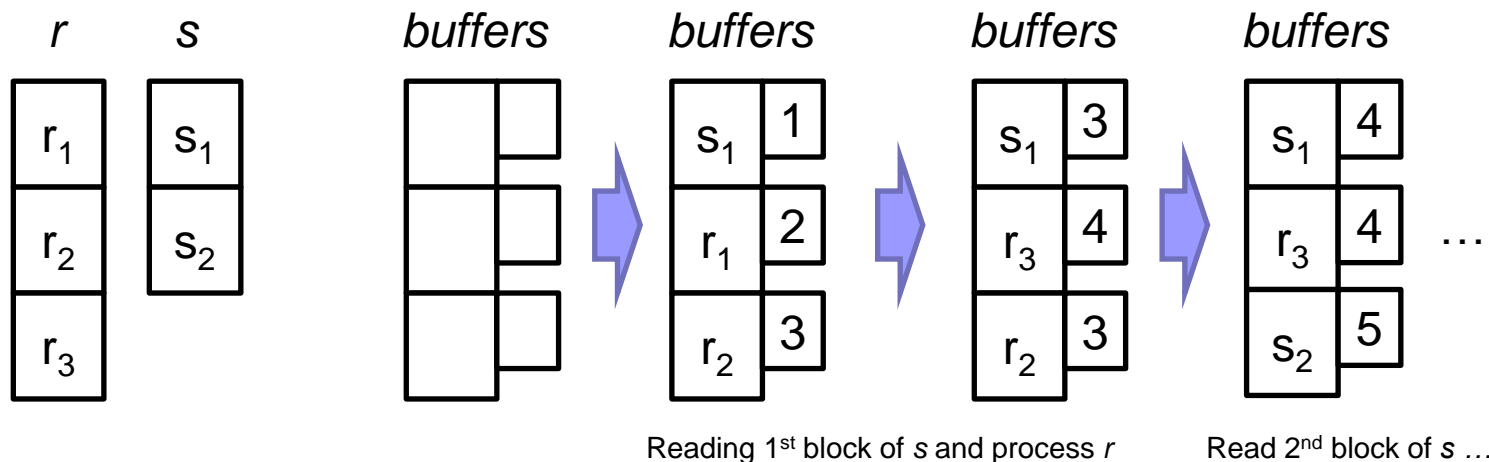 r s buffers buffers buffers buffers
r1 s1 s1 1 s1 3 s1 4
r2 s2 r1 2 r3 4 r3 4 …
r3 r2 3 r2 3 s2 5
Reading 1st block of s and process r Read 2nd block of s …